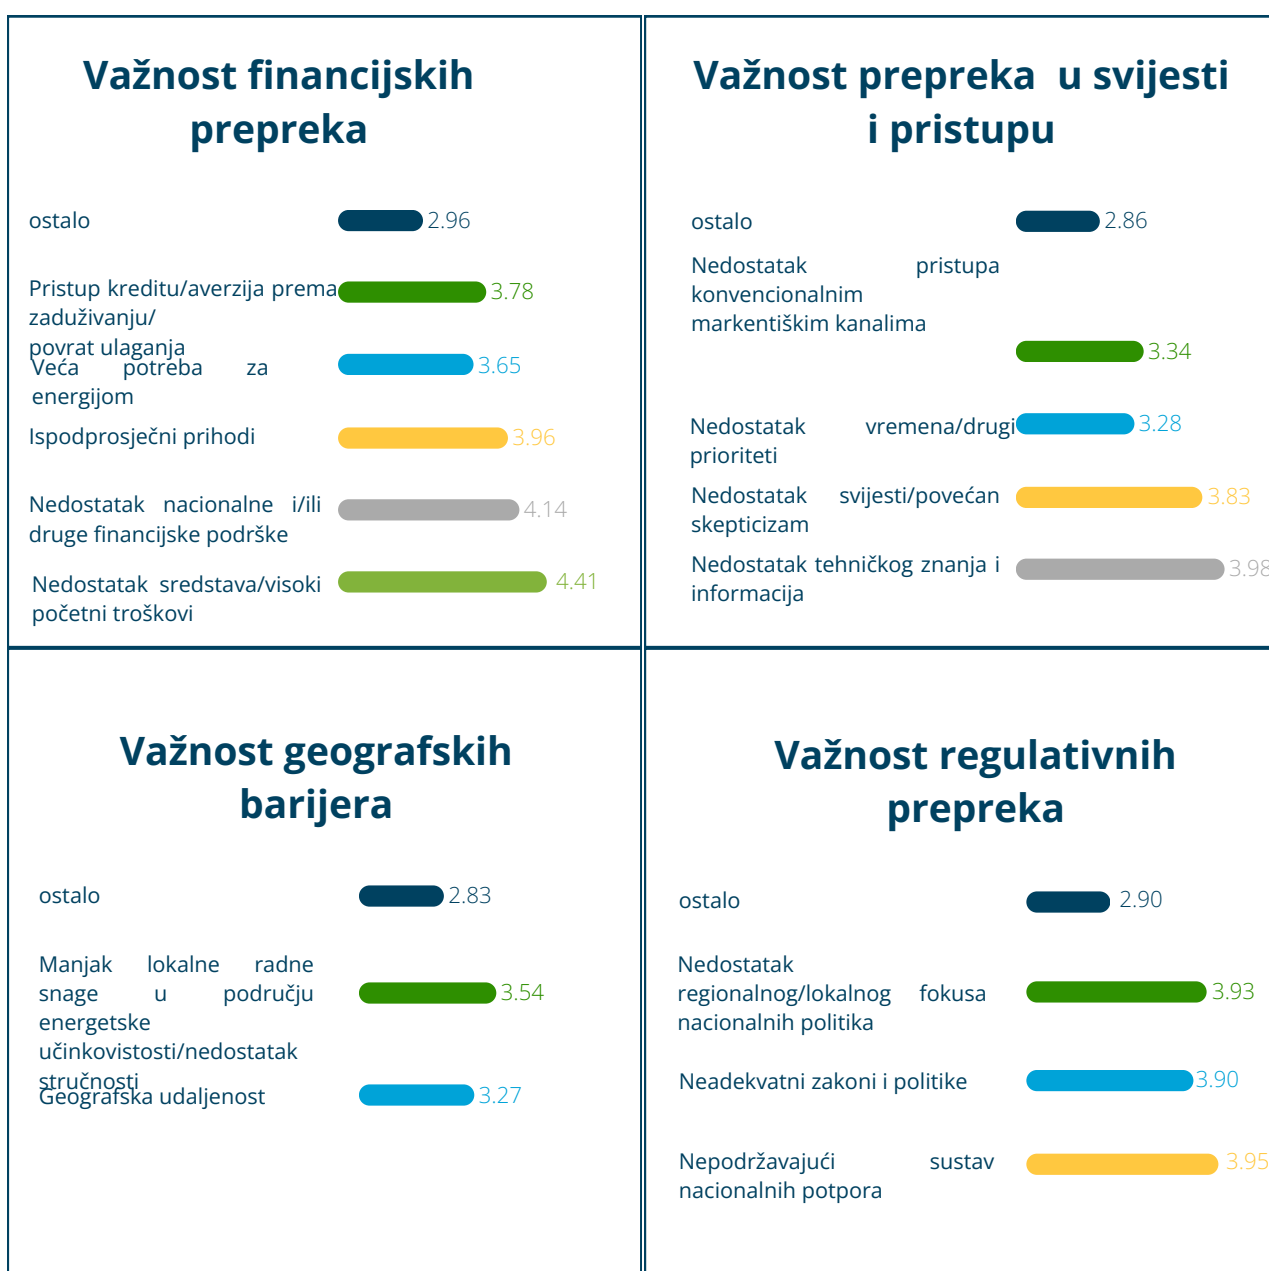 Važnost financijskih
prepreka
ostalo
2.96
Pristup kreditu/averzija prema
zaduživanju/
povrat ulaganja
3.78
Veća potreba za
energijom
3.65
Ispodprosječni prihodi
3.96
Nedostatak nacionalne i/ili
druge financijske podrške
4.14
Nedostatak sredstava/visoki
početni troškovi
4.41
Važnost prepreka u svijesti
i pristupu
ostalo
2.86
Nedostatak pristupa
konvencionalnim
markentiškim kanalima
3.34
Nedostatak vremena/drugi
prioriteti
3.28
Nedostatak svijesti/povećan
skepticizam
3.83
Nedostatak tehničkog znanja i
informacija
3.98
Važnost geografskih
barijera
ostalo
2.83
Manjak lokalne radne
snage u području
energetske
učinkovistosti/nedostatak
stručnosti
3.54
Geografska udaljenost
3.27
Važnost regulativnih
prepreka
ostalo
2.90
Nedostatak
regionalnog/lokalnog fokusa
nacionalnih politika
3.93
Neadekvatni zakoni i politike
3.90
Nepodržavajući sustav
nacionalnih potpora
3.95